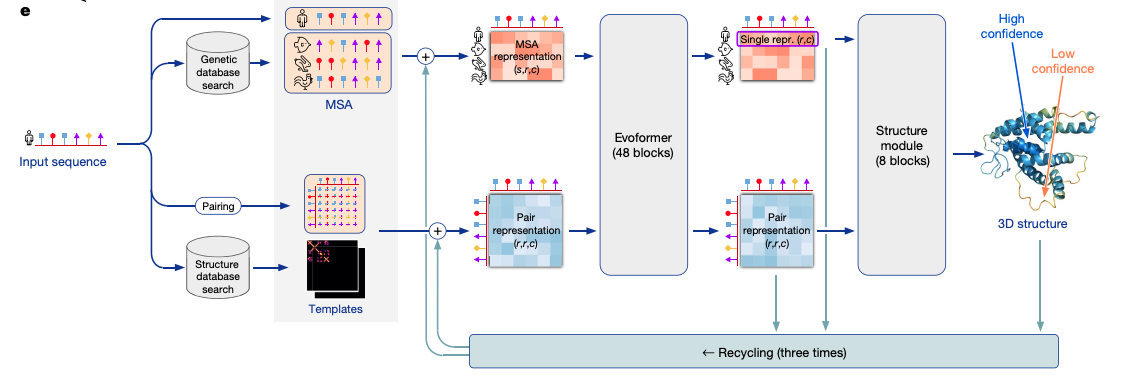 e
Genetic
database
search
MSA
Input sequence
Pairing
Structure
database
search
Templates
+
+
MSA
representation
(s,r,c)
Pair
representation
(r,r,c)
Evoformer
(48 blocks)
Single repr. (r,c)
Pair
representation
(r,r,c)
Structure
module
(8 blocks)
High
confidence
Low
confidence
3D structure
← Recycling (three times)